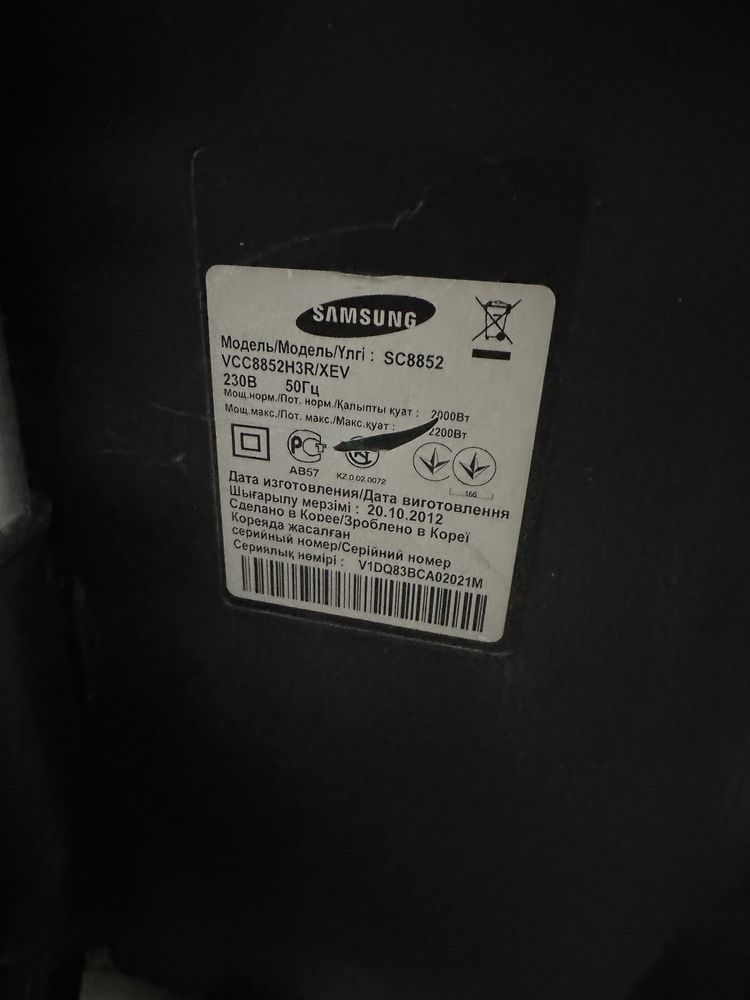 SAMSUNG
Модель/Модель/Үлгі : SC8852
VCC8852H3R/XEV
230В 50Гц
Мощ.норм./Пот. норм./Қалыпты қуат : 2000Вт
Мощ.макс./Пот. макс./Макс.қуат : 2200Вт
АВ57
KZ.0.02.0072
166
Дата изготовления/Дата виготовлення
Шығарылу мерзімі : 20.10.2012
Сделано в Корее/Зроблено в Кореї
Кореяда жасалған
серийный номер/Серійний номер
Сериялық нөмірі : V1DQ83BCA02021M